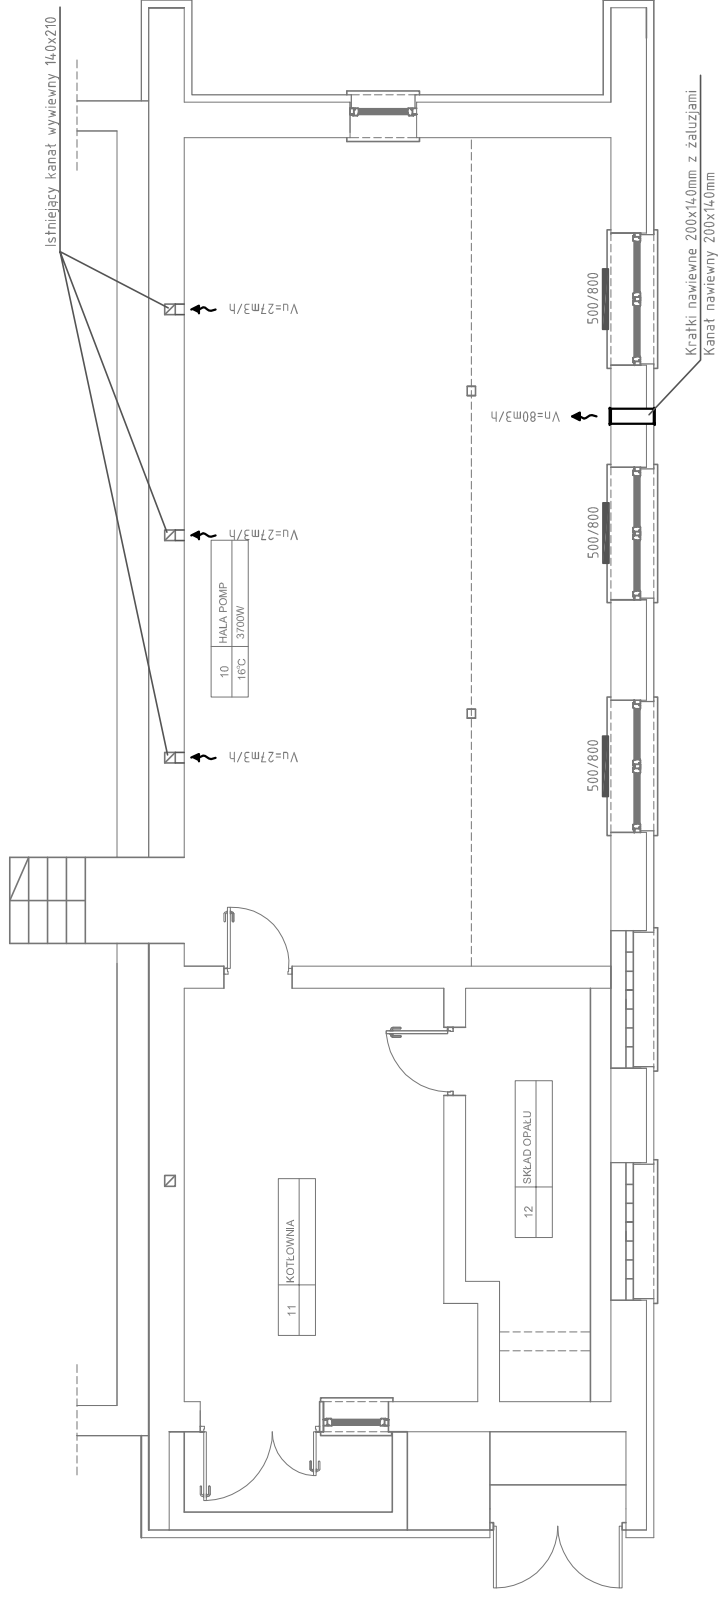 Istniejący kanał wywiewny 140x210
Vu=27m3/h
Vu=27m3/h
Vu=27m3/h
10 HALA POMP
16°C 3700W
Vn=80m3/h
500/800
500/800
500/800
Kratki nawiewne 200x140mm z żaluzjami
Kanał nawiewny 200x140mm
11 KOTŁOWNIA
12 SKŁAD OPAŁU